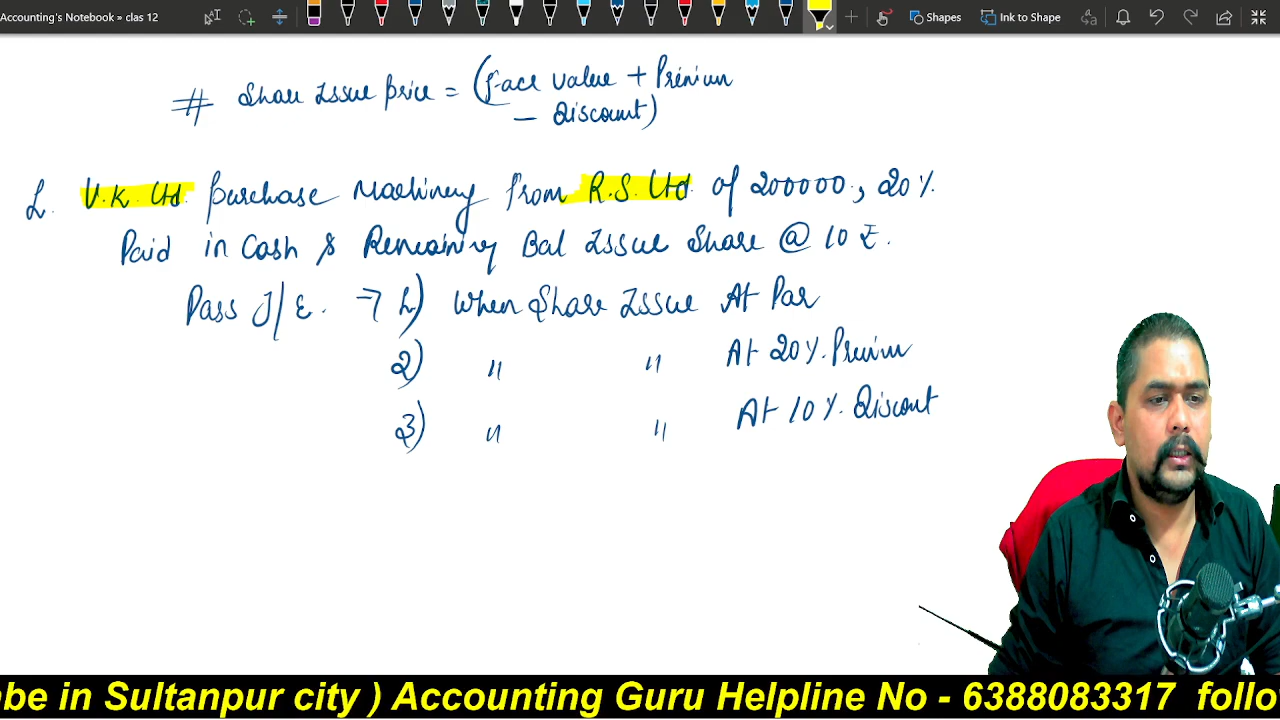 Accounting's Notebook » clas 12
Shapes
Ink to Shape
# Share Issue price = (face value + Premium
- Discount)
1. V.K. Ltd purchase Machinery from R.S. Ltd of 200000, 20%
Paid in Cash & Remaining Bal Issue Share @ 10 ₹.
Pass J/E. → 1) When Share Issue At Par
2) " " At 20% Premium
3) " " At 10% Discount
abe in Sultanpur city ) Accounting Guru Helpline No - 6388083317 follo